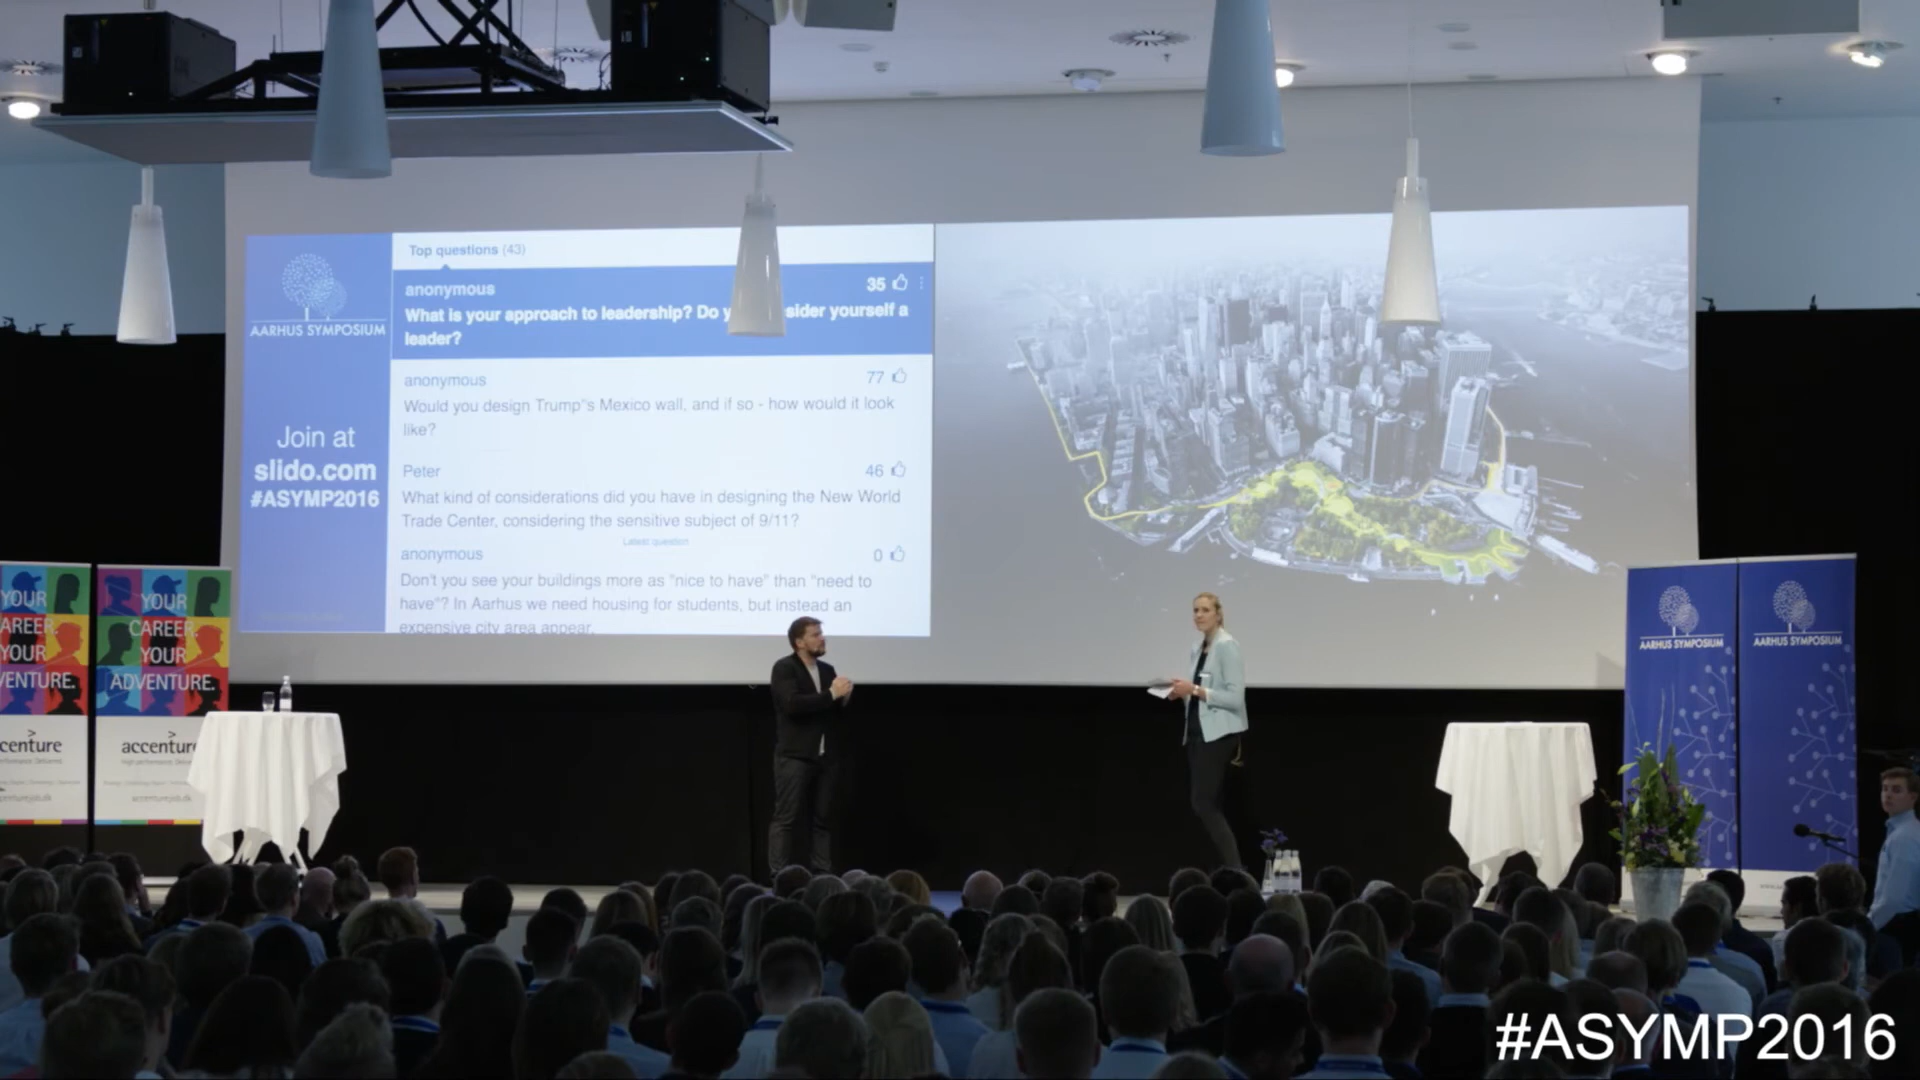 Top questions (43)
anonymous
35
What is your approach to leadership? Do y sider yourself a
leader?
anonymous
77
Would you design Trump"s Mexico wall, and if so - how would it look
like?
Peter
46
What kind of considerations did you have in designing the New World
Trade Center, considering the sensitive subject of 9/11?
Latest question
anonymous
0
Don't you see your buildings more as "nice to have" than "need to
have"? In Aarhus we need housing for students, but instead an
expensive city area appear.
AARHUS SYMPOSIUM
Join at
slido.com
#ASYMP2016
YOUR
AREER.
YOUR
VENTURE.
centure
YOUR
CAREER.
YOUR
ADVENTURE.
accenture
High performance. Delivered.
AARHUS SYMPOSIUM
AARHUS SYMPOSIUM
#ASYMP2016